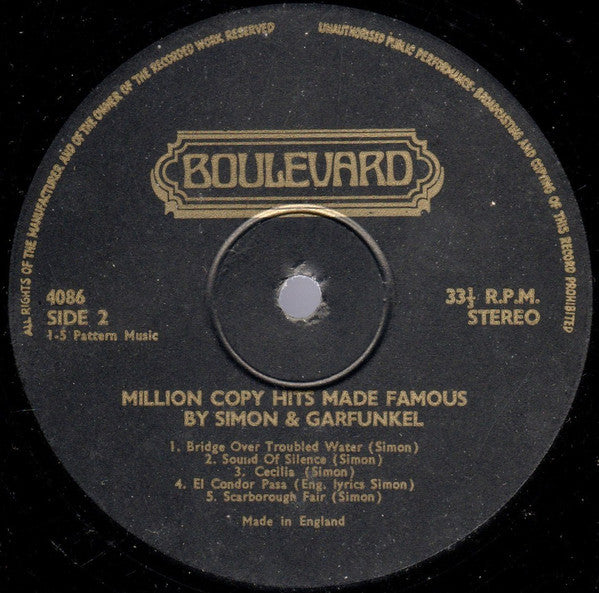 ALL RIGHTS OF THE MANUFACTURER AND OF THE OWNER OF THE RECORDED WORK RESERVED
UNAUTHORISED PUBLIC PERFORMANCE · BROADCASTING AND COPYING OF THIS RECORD PROHIBITED
BOULEVARD
4086
SIDE 2
1-5 Pattern Music
33⅓ R.P.M.
STEREO
MILLION COPY HITS MADE FAMOUS
BY SIMON & GARFUNKEL
1. Bridge Over Troubled Water (Simon)
2. Sound Of Silence (Simon)
3. Cecilia (Simon)
4. El Condor Pasa (Eng. lyrics Simon)
5. Scarborough Fair (Simon)
Made in England